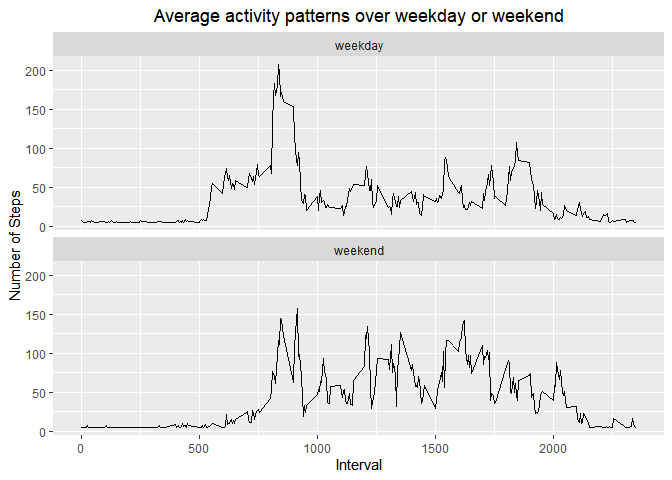 Average activity patterns over weekday or weekend
weekday
200
150
100
50
0
weekend
200
150
100
50
0
Number of Steps
0 500 1000 1500 2000
Interval